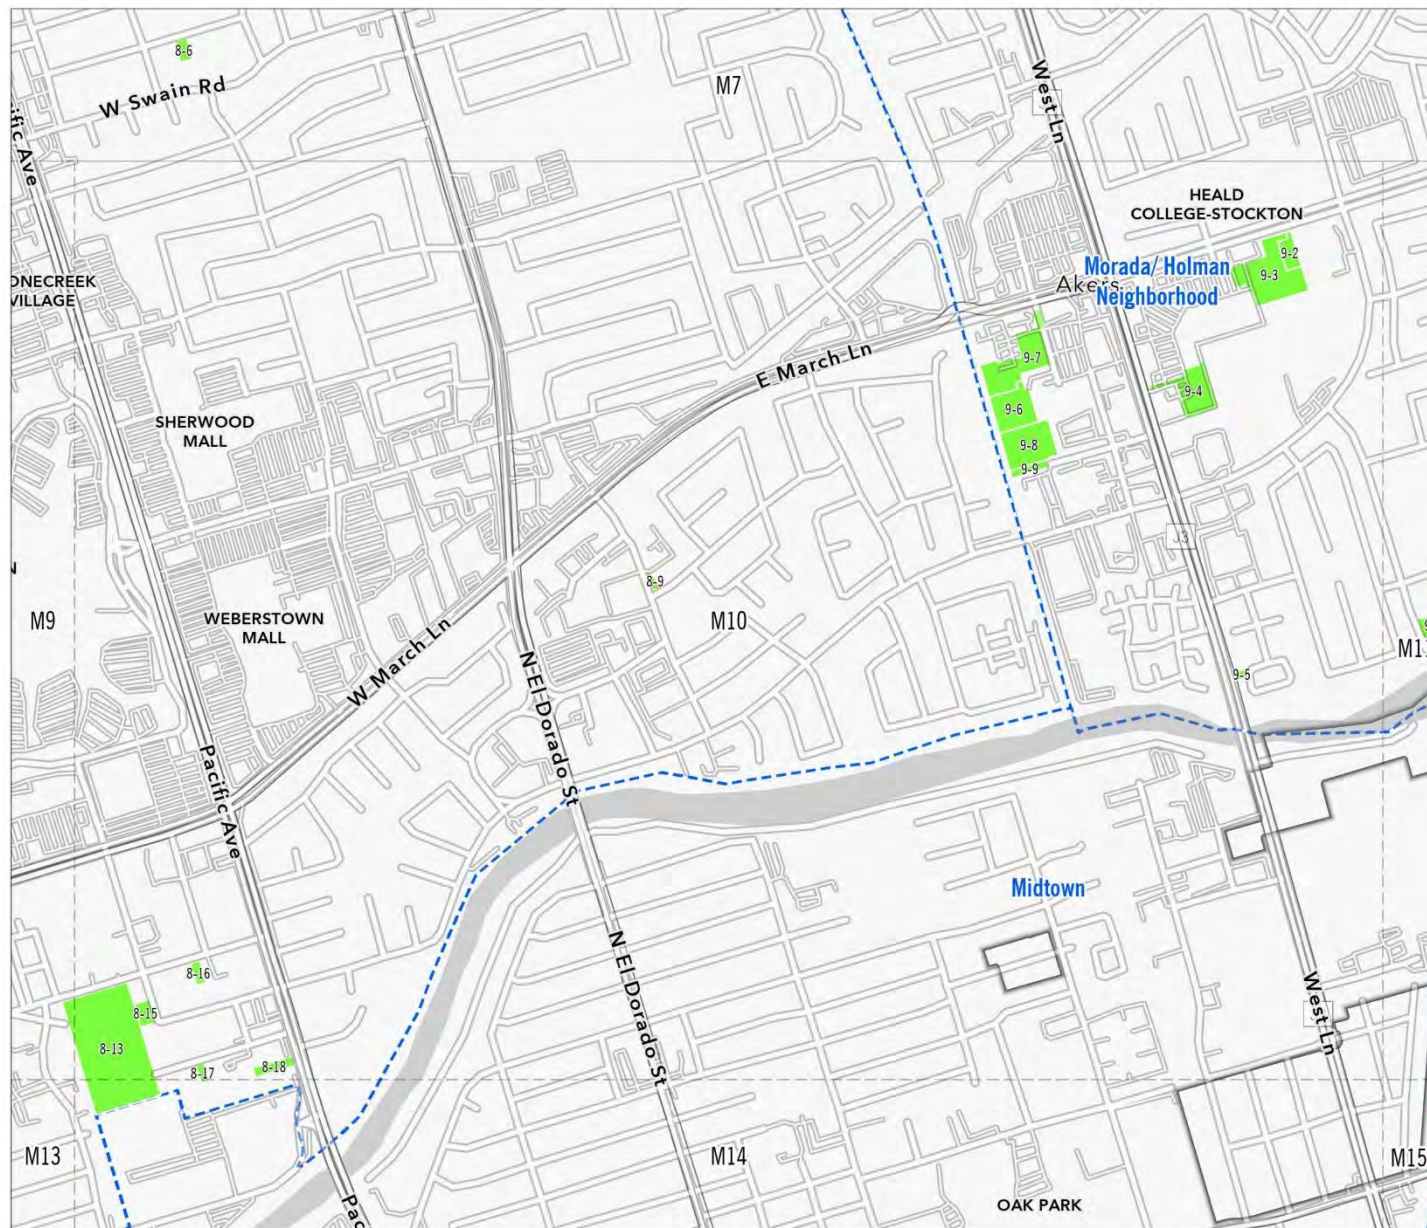 8-6
W Swain Rd
M7
West Ln
HEALD
COLLEGE-STOCKTON
9-2
9-3
Morada/ Holman
Neighborhood
Akers
ific Ave
ONECREEK
VILLAGE
9-7
E March Ln
9-4
9-6
SHERWOOD
MALL
9-8
9-9
J3
8-9
M9
WEBERSTOWN
MALL
M10
M1
W March Ln
9-5
N El Dorado St
Pacific Ave
Midtown
8-16
8-15
8-13
8-17
8-18
N El Dorado St
West Ln
M13
M14
M15
Pac
OAK PARK